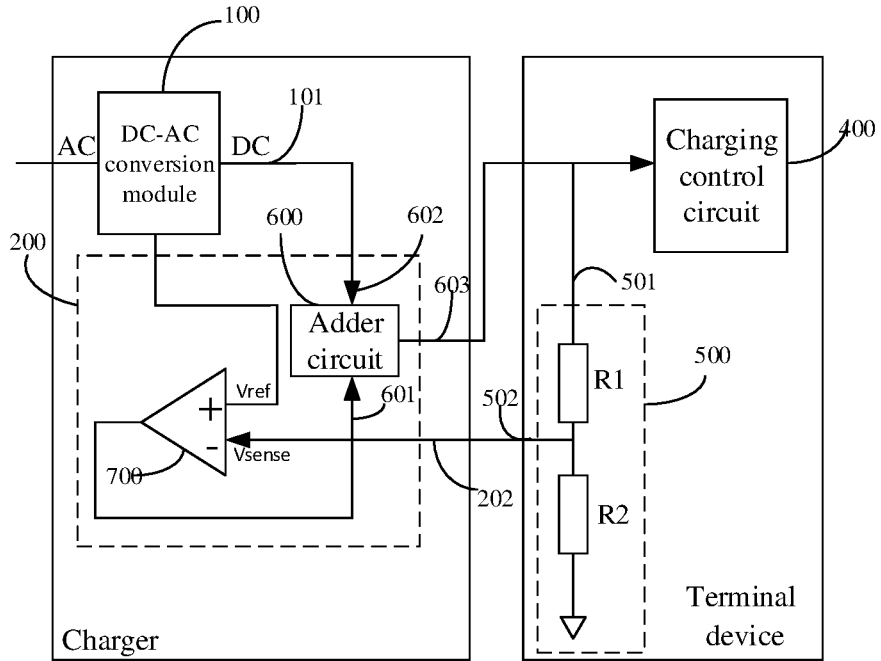 100
101
AC
DC-AC
conversion
module
DC
Charging
control
circuit
400
200
600
602
603
501
Adder
circuit
500
R1
Vref
+
601
502
-
Vsense
700
202
R2
Charger
Terminal
device